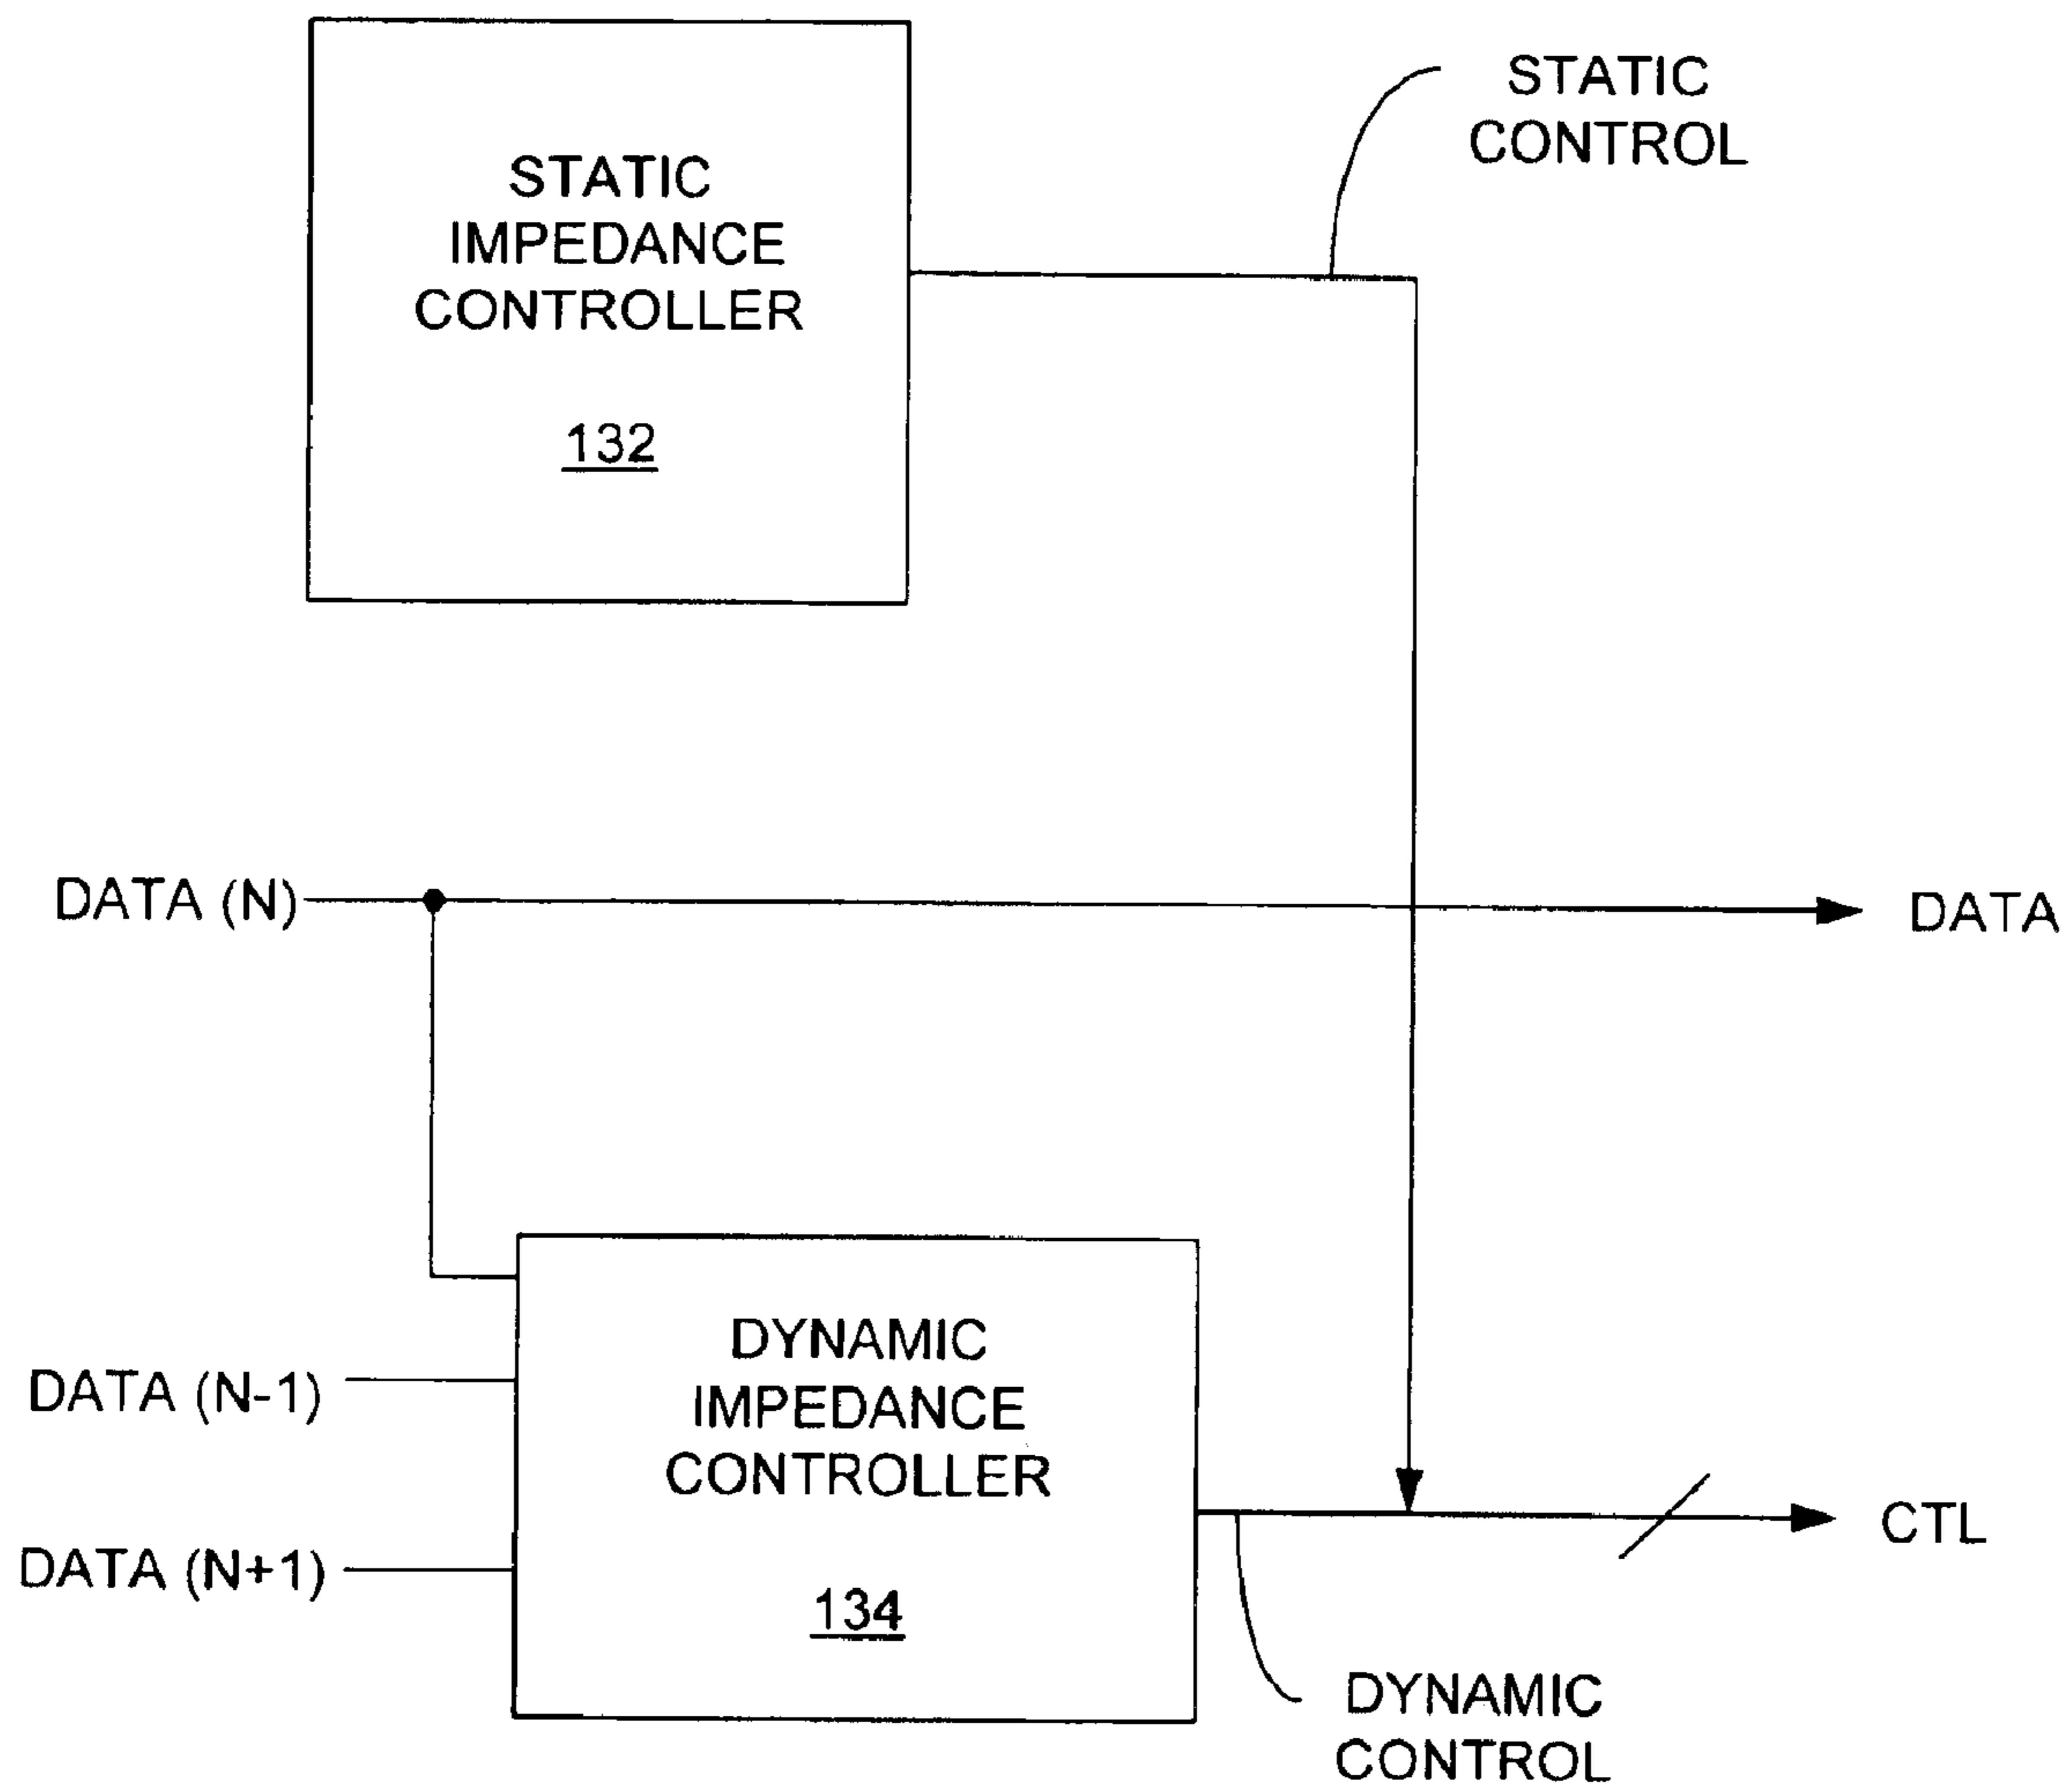 STATIC
CONTROL
STATIC
IMPEDANCE
CONTROLLER
132
DATA (N)
DATA
DYNAMIC
IMPEDANCE
CONTROLLER
134
DATA (N-1)
DATA (N+1)
CTL
DYNAMIC
CONTROL